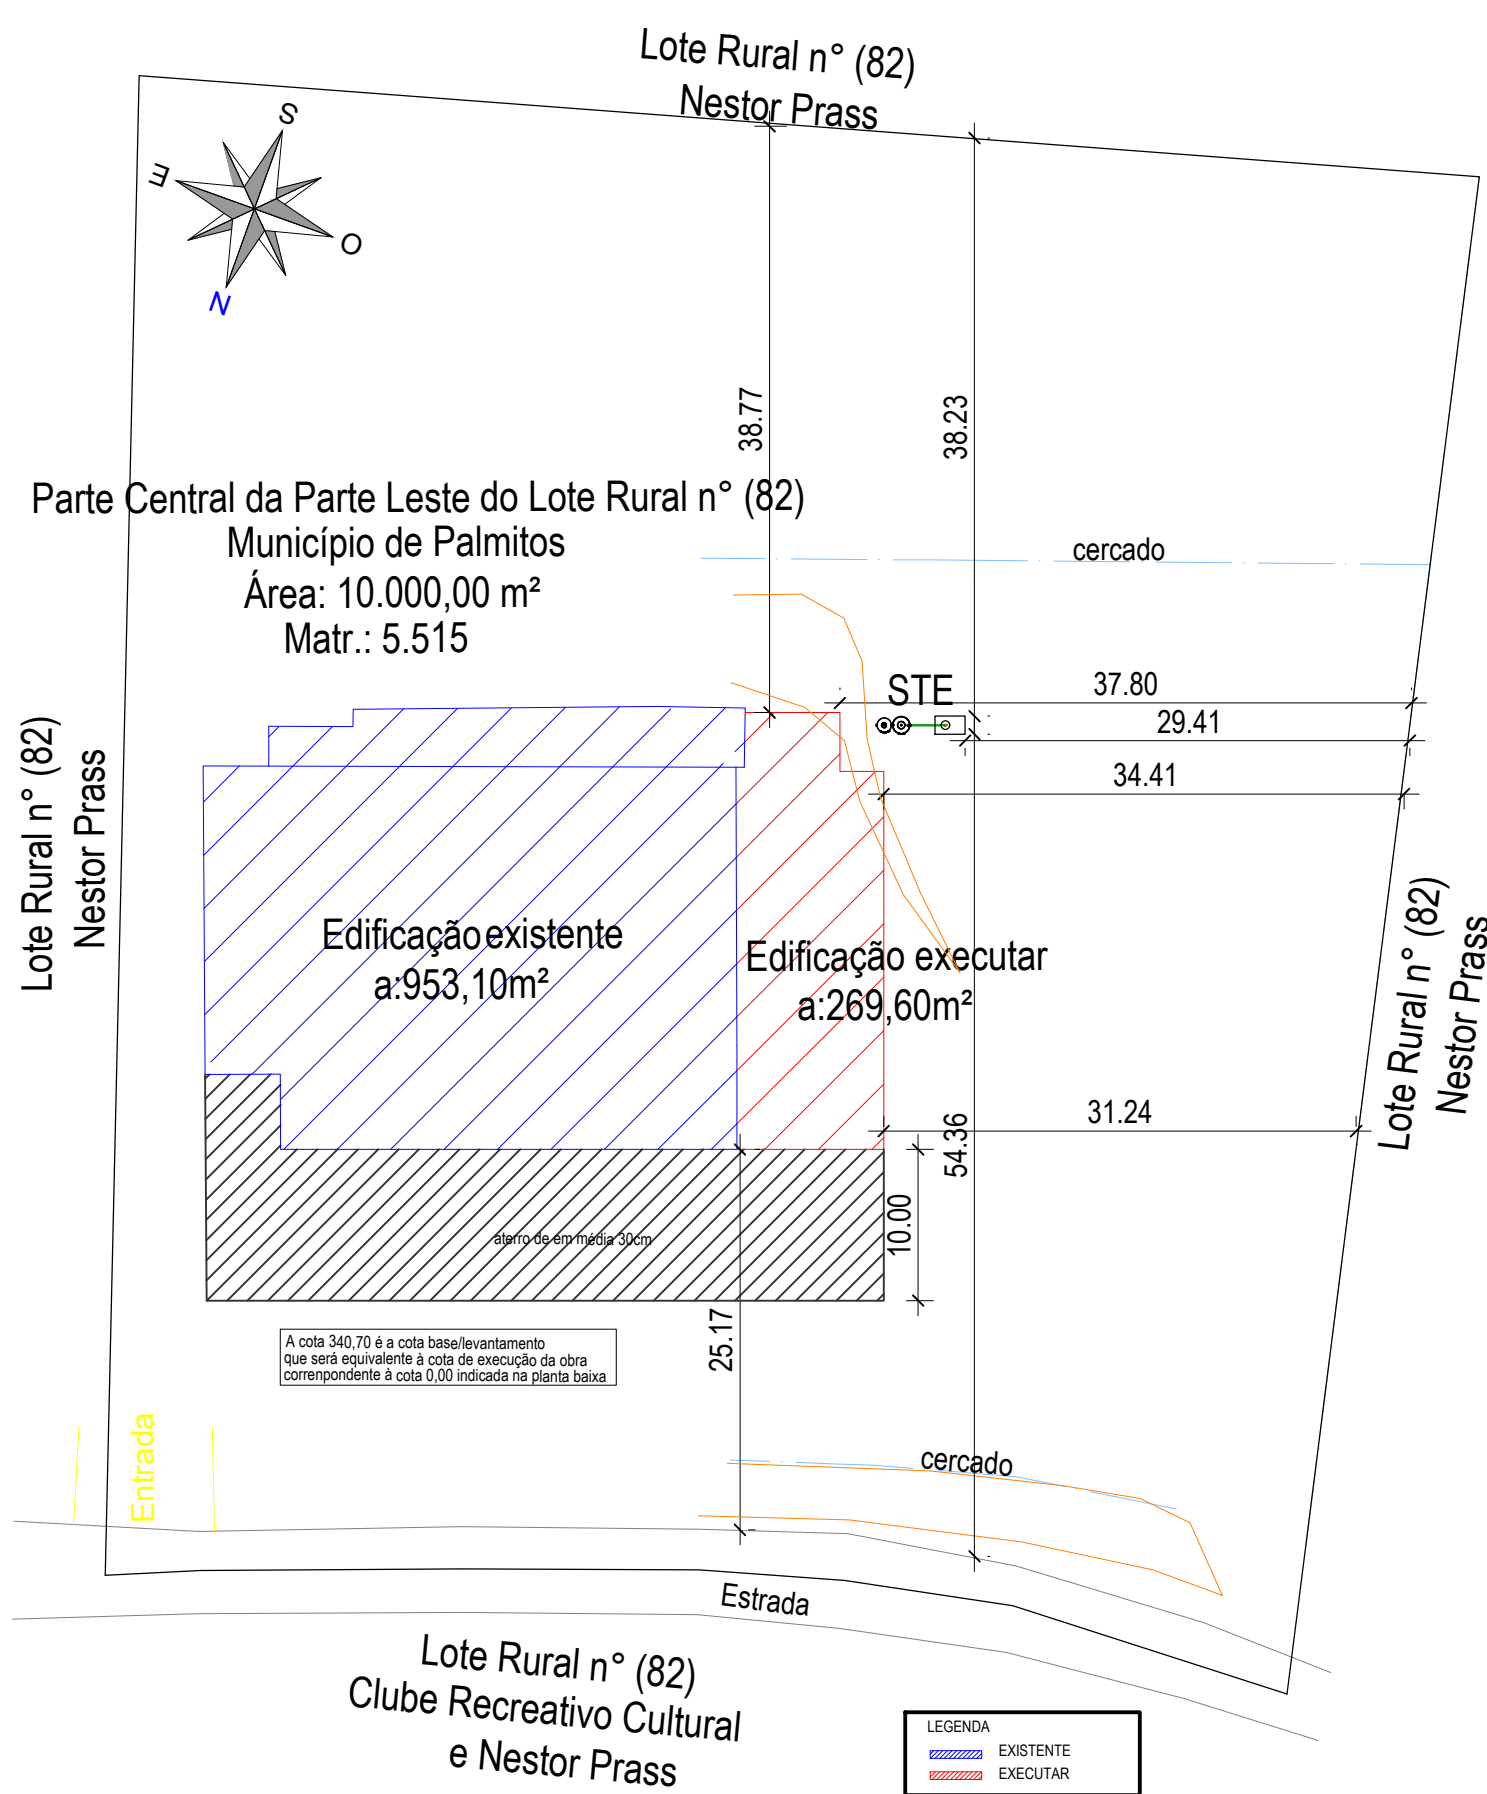 Lote Rural n° (82)
Nestor Prass
S
E
O
N
38.77
38.23
Parte Central da Parte Leste do Lote Rural n° (82)
Município de Palmitos
Área: 10.000,00 m²
Matr.: 5.515
cercado
STE
37.80
29.41
34.41
Lote Rural n° (82)
Nestor Prass
Edificação existente
a:953,10m²
Edificação executar
a:269,60m²
Lote Rural n° (82)
Nestor Prass
31.24
54.36
10.00
aterro de em média 30cm
25.17
A cota 340,70 é a cota base/levantamento
que será equivalente à cota de execução da obra
correnpondente à cota 0,00 indicada na planta baixa
Entrada
cercado
Estrada
Lote Rural n° (82)
Clube Recreativo Cultural
e Nestor Prass
LEGENDA
EXISTENTE
EXECUTAR